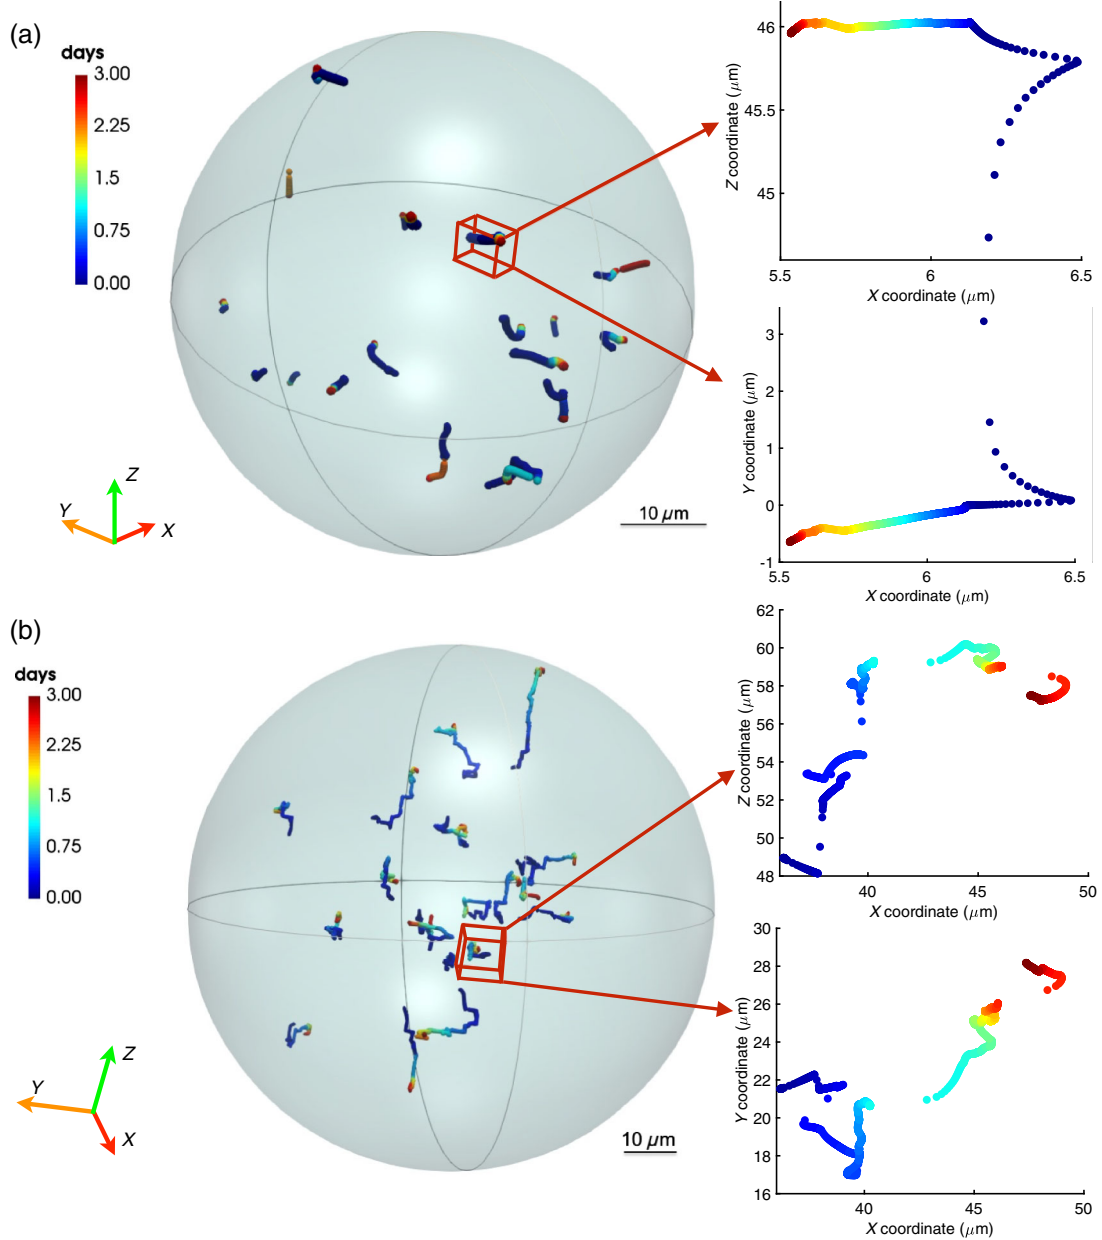 (a)
days
3.00
2.25
1.5
0.75
0.00
Z
Y
X
10 µm
46
45.5
45
5.5
6
6.5
Z coordinate (µm)
X coordinate (µm)
3
2
1
0
-1
5.5
6
6.5
Y coordinate (µm)
X coordinate (µm)
(b)
days
3.00
2.25
1.5
0.75
0.00
Z
Y
X
10 µm
62
60
58
56
54
52
50
48
40
45
50
Z coordinate (µm)
X coordinate (µm)
30
28
26
24
22
20
18
16
40
45
50
Y coordinate (µm)
X coordinate (µm)